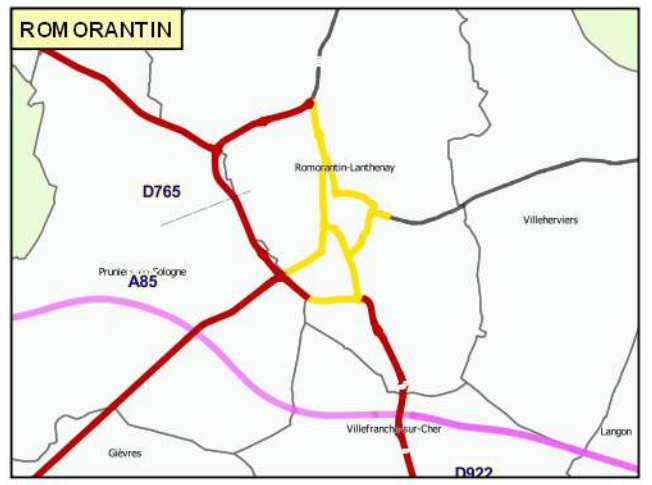 ROMORANTIN
Romorantin-Lanthenay
D765
Villeherviers
A85
Villefranche-sur-Cher
Langon
Gièvres
D922